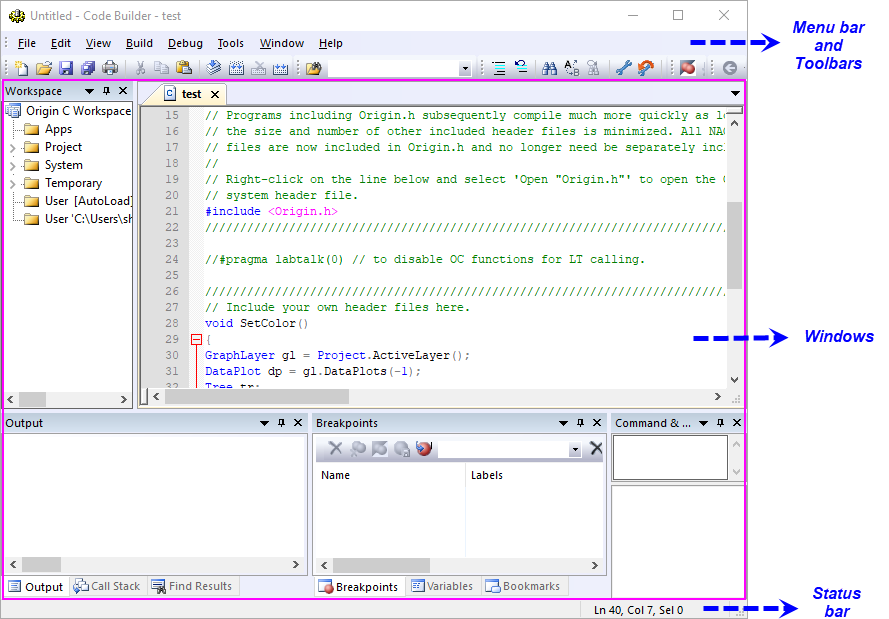 Untitled - Code Builder - test
File Edit View Build Debug Tools Window Help
Menu bar
and
Toolbars
Workspace
Origin C Workspace
Apps
Project
System
Temporary
User [AutoLoad]
User 'C:\Users\sh
test
15 // Programs including Origin.h subsequently compile much more quickly as lo
16 // the size and number of other included header files is minimized. All NAG
17 // files are now included in Origin.h and no longer need be separately incl
18 //
19 // Right-click on the line below and select 'Open "Origin.h"' to open the O
20 // system header file.
21 #include <Origin.h>
22 ///////////////////////////////////////////////////////////////////////////
23
24 //#pragma labtalk(0) // to disable OC functions for LT calling.
25
26 ///////////////////////////////////////////////////////////////////////////
27 // Include your own header files here.
28 void SetColor()
29 {
30 GraphLayer gl = Project.ActiveLayer();
31 DataPlot dp = gl.DataPlots(-1);
32 Tree tr;
Windows
Output
Breakpoints
Command & ...
Name Labels
Output Call Stack Find Results
Breakpoints Variables Bookmarks
Ln 40, Col 7, Sel 0
Status
bar